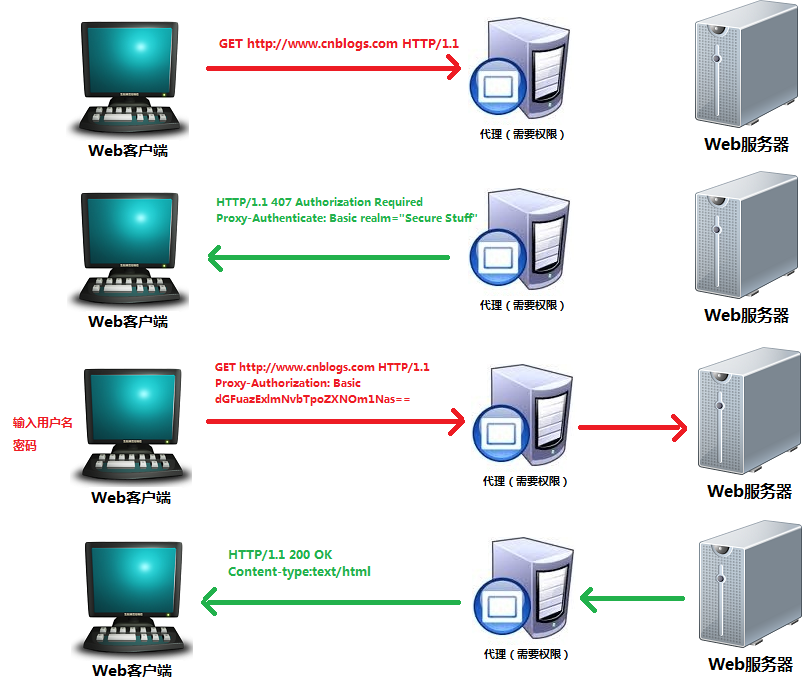 GET http://www.cnblogs.com HTTP/1.1
Web客户端
代理（需要权限）
Web服务器
HTTP/1.1 407 Authorization Required
Proxy-Authenticate: Basic realm="Secure Stuff"
Web客户端
代理（需要权限）
Web服务器
GET http://www.cnblogs.com HTTP/1.1
Proxy-Authorization: Basic
dGFuazExlmNvbTpoZXNOm1Nas==
输入用户名
密码
Web客户端
代理（需要权限）
Web服务器
HTTP/1.1 200 OK
Content-type:text/html
Web客户端
代理（需要权限）
Web服务器